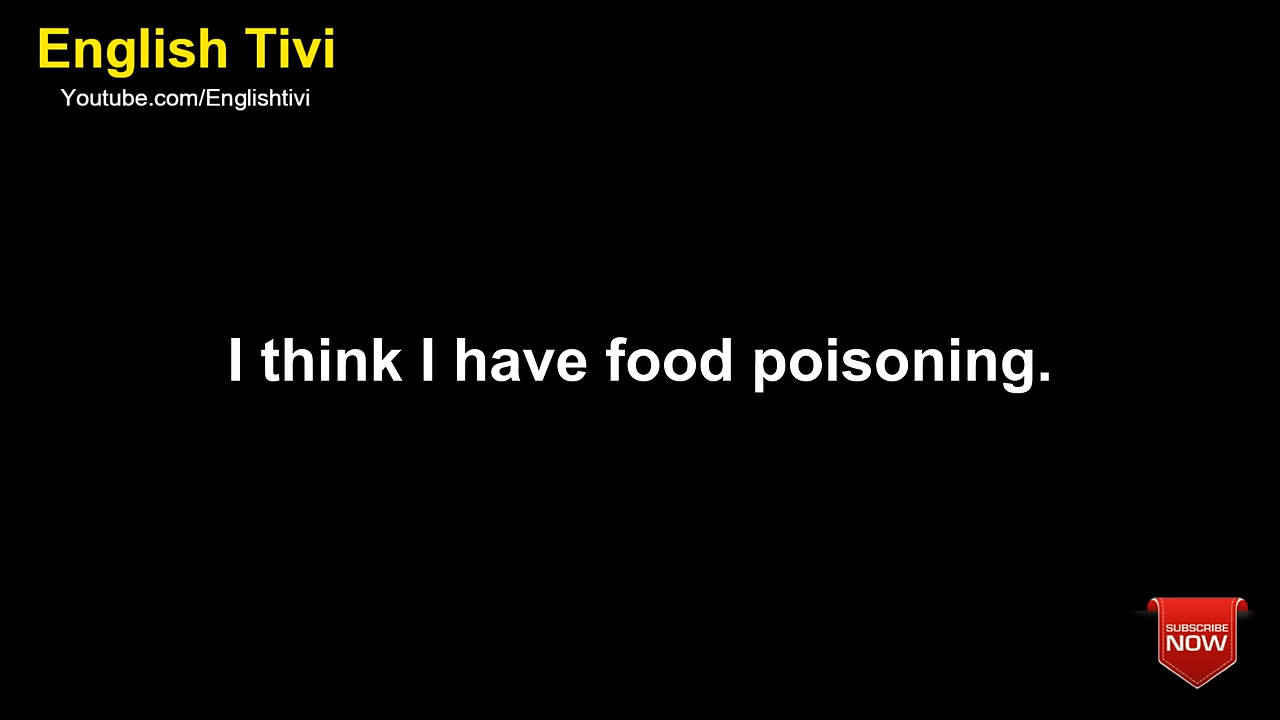 English Tivi
Youtube.com/Englishtivi
I think I have food poisoning.
SUBSCRIBE
NOW